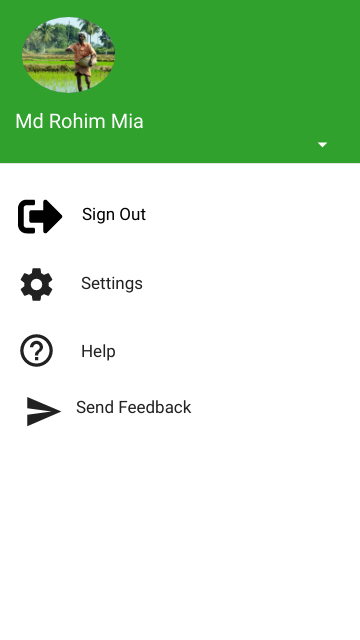 Md Rohim Mia
Sign Out
Settings
Help
Send Feedback